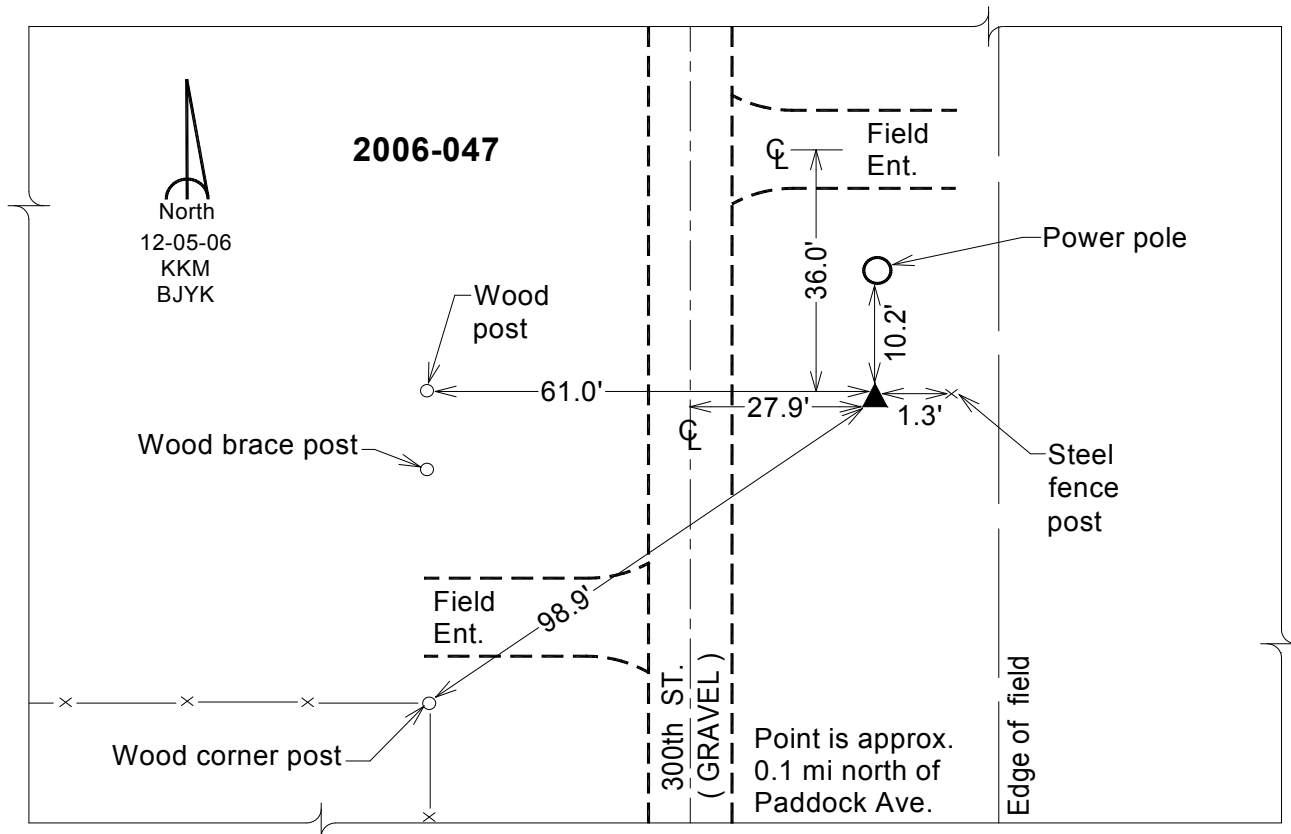 2006-047
North
12-05-06
KKM
BJYK
Field
Ent.
℄
36.0'
Power pole
10.2'
Wood
post
61.0'
27.9'
1.3'
℄
Wood brace post
Steel
fence
post
Field
Ent.
98.9'
Wood corner post
300th ST.
( GRAVEL )
Point is approx.
0.1 mi north of
Paddock Ave.
Edge of field